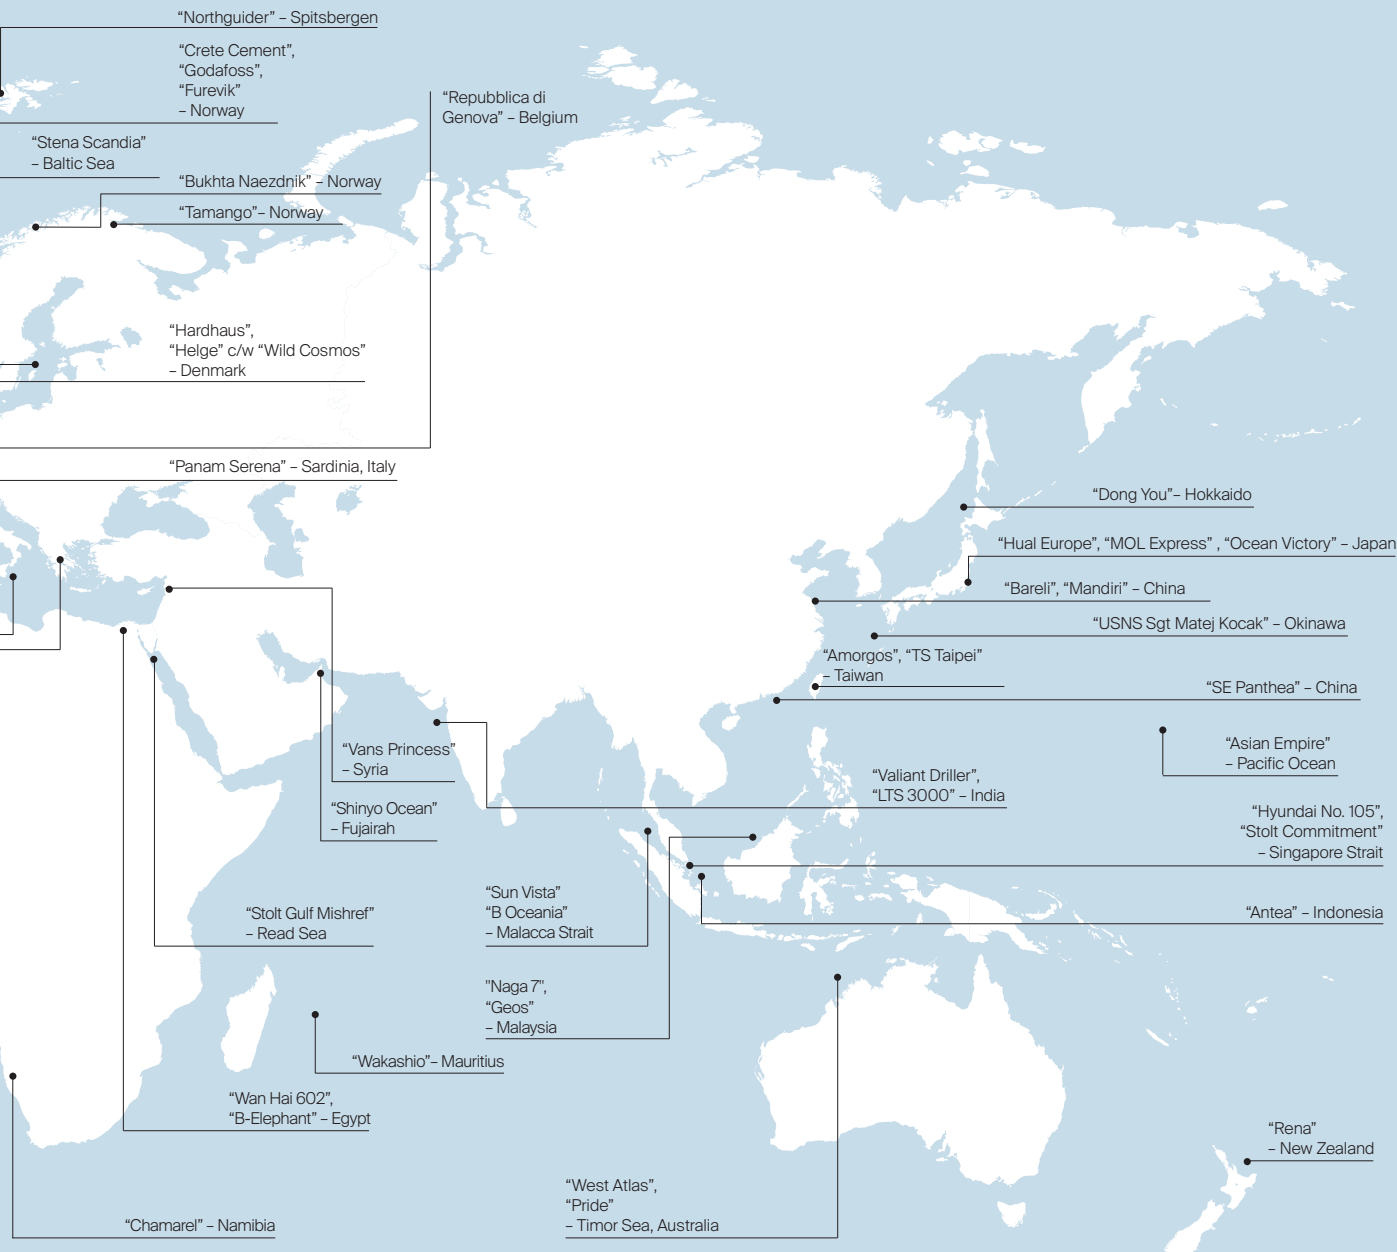 “Northguider” – Spitsbergen
“Crete Cement”,
“Godafoss”,
“Furevik”
– Norway
“Repubblica di
Genova” – Belgium
“Stena Scandia”
– Baltic Sea
“Bukhta Naezdnik” – Norway
“Tamango”– Norway
“Hardhaus”,
“Helge” c/w “Wild Cosmos”
– Denmark
“Panam Serena” – Sardinia, Italy
“Dong You”– Hokkaido
“Hual Europe”, “MOL Express” , “Ocean Victory” – Japan
“Bareli”, “Mandiri” – China
“USNS Sgt Matej Kocak” – Okinawa
“Amorgos”, “TS Taipei”
– Taiwan
“SE Panthea” – China
“Asian Empire”
– Pacific Ocean
“Vans Princess”
– Syria
“Valiant Driller”,
“LTS 3000” – India
“Shinyo Ocean”
– Fujairah
“Hyundai No. 105”,
“Stolt Commitment”
– Singapore Strait
“Sun Vista”
“B Oceania”
– Malacca Strait
“Stolt Gulf Mishref”
– Read Sea
“Antea” – Indonesia
"Naga 7",
“Geos”
– Malaysia
“Wakashio”– Mauritius
“Wan Hai 602”,
“B-Elephant” – Egypt
“Rena”
– New Zealand
“West Atlas”,
“Pride”
– Timor Sea, Australia
“Chamarel” – Namibia